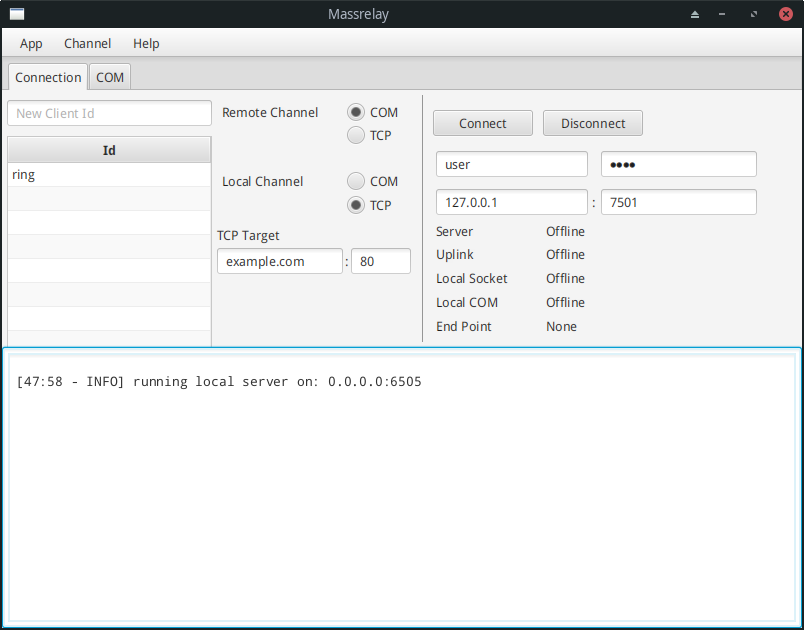 Massrelay
App Channel Help
Connection COM
New Client Id
Id
ring
Remote Channel COM
TCP
Local Channel COM
TCP
TCP Target
example.com : 80
Connect Disconnect
user ●●●●
127.0.0.1 : 7501
Server Offline
Uplink Offline
Local Socket Offline
Local COM Offline
End Point None
[47:58 - INFO] running local server on: 0.0.0.0:6505